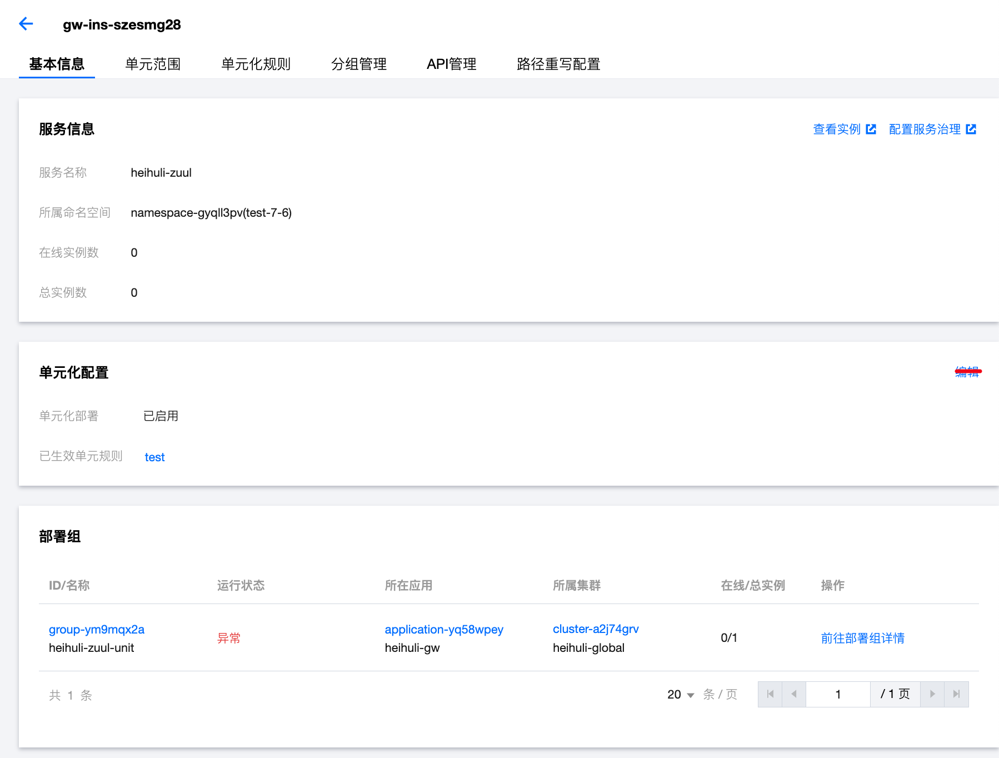 gw-ins-szesmg28
基本信息 单元范围 单元化规则 分组管理 API管理 路径重写配置
服务信息 查看实例 配置服务治理
服务名称 heihuli-zuul
所属命名空间 namespace-gyqll3pv(test-7-6)
在线实例数 0
总实例数 0
单元化配置 编辑
单元化部署 已启用
已生效单元规则 test
部署组
ID/名称 运行状态 所在应用 所属集群 在线/总实例 操作
group-ym9mqx2a application-yq58wpey cluster-a2j74grv
异常 0/1 前往部署组详情
heihuli-zuul-unit heihuli-gw heihuli-global
共 1 条 20 条 / 页 1 / 1 页